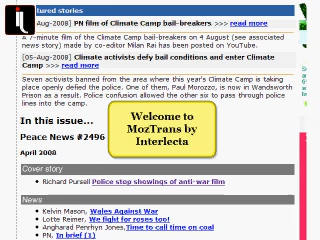 tured stories
Aug-2008] PN film of Climate Camp bail-breakers >>> read more
A 7-minute film of the Climate Camp bail-breakers on 4 August (see associated
news story) made by co-editor Milan Rai has been posted on YouTube.
[05-Aug-2008] Climate activists defy bail conditions and enter Climate
Camp >>> read more
Seven activists banned from the area where this year's Climate Camp is taking
place openly defied the police. One of them, Paul Morozzo, is now in Wandsworth
Prison as a result. Police confusion allowed the other six to pass through police
lines into the camp.
Welcome to
MozTrans by
Interlecta
In this issue...
Peace News #2496
April 2008
Cover story
Richard Pursell Police stop showings of anti-war film
News
Kelvin Mason, Wales Against War
Lotte Reimer, We fight for roses too!
Angharad Penrhyn Jones, Time to call time on coal
PN, In brief (1)